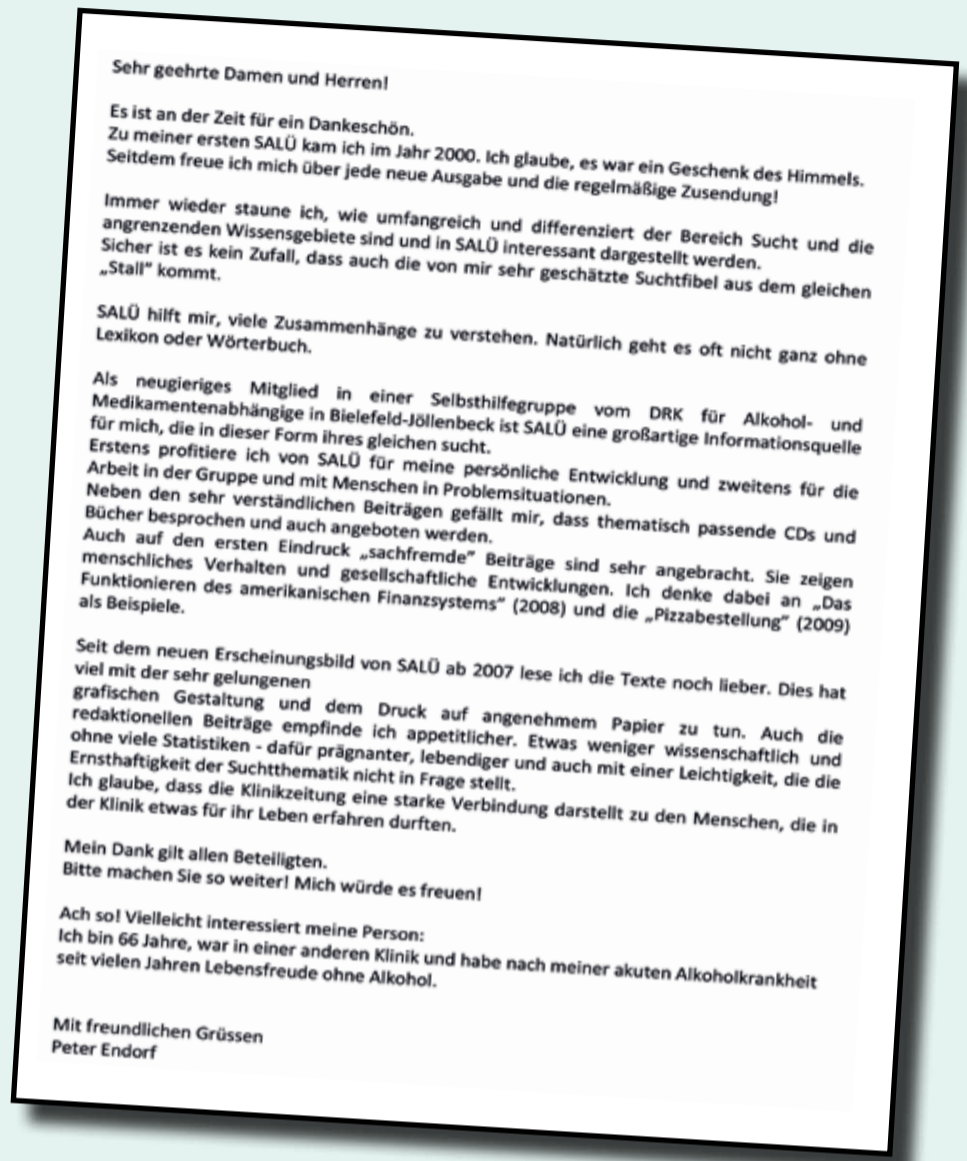 Sehr geehrte Damen und Herren!
Es ist an der Zeit für ein Dankeschön.
Zu meiner ersten SALÜ kam ich im Jahr 2000. Ich glaube, es war ein Geschenk des Himmels.
Seitdem freue ich mich über jede neue Ausgabe und die regelmäßige Zusendung!
Immer wieder staune ich, wie umfangreich und differenziert der Bereich Sucht und die
angrenzenden Wissensgebiete sind und in SALÜ interessant dargestellt werden.
Sicher ist es kein Zufall, dass auch die von mir sehr geschätzte Suchtfibel aus dem gleichen
„Stall“ kommt.
SALÜ hilft mir, viele Zusammenhänge zu verstehen. Natürlich geht es oft nicht ganz ohne
Lexikon oder Wörterbuch.
Als neugieriges Mitglied in einer Selbsthilfegruppe vom DRK für Alkohol- und
Medikamentenabhängige in Bielefeld-Jöllenbeck ist SALÜ eine großartige Informationsquelle
für mich, die in dieser Form ihres gleichen sucht.
Erstens profitiere ich von SALÜ für meine persönliche Entwicklung und zweitens für die
Arbeit in der Gruppe und mit Menschen in Problemsituationen.
Neben den sehr verständlichen Beiträgen gefällt mir, dass thematisch passende CDs und
Bücher besprochen und auch angeboten werden.
Auch auf den ersten Eindruck „sachfremde“ Beiträge sind sehr angebracht. Sie zeigen
menschliches Verhalten und gesellschaftliche Entwicklungen. Ich denke dabei an „Das
Funktionieren des amerikanischen Finanzsystems“ (2008) und die „Pizzabestellung“ (2009)
als Beispiele.
Seit dem neuen Erscheinungsbild von SALÜ ab 2007 lese ich die Texte noch lieber. Dies hat
viel mit der sehr gelungenen
grafischen Gestaltung und dem Druck auf angenehmem Papier zu tun. Auch die
redaktionellen Beiträge empfinde ich appetitlicher. Etwas weniger wissenschaftlich und
ohne viele Statistiken - dafür prägnanter, lebendiger und auch mit einer Leichtigkeit, die die
Ernsthaftigkeit der Suchtthematik nicht in Frage stellt.
Ich glaube, dass die Klinikzeitung eine starke Verbindung darstellt zu den Menschen, die in
der Klinik etwas für ihr Leben erfahren durften.
Mein Dank gilt allen Beteiligten.
Bitte machen Sie so weiter! Mich würde es freuen!
Ach so! Vielleicht interessiert meine Person:
Ich bin 66 Jahre, war in einer anderen Klinik und habe nach meiner akuten Alkoholkrankheit
seit vielen Jahren Lebensfreude ohne Alkohol.
Mit freundlichen Grüssen
Peter Endorf